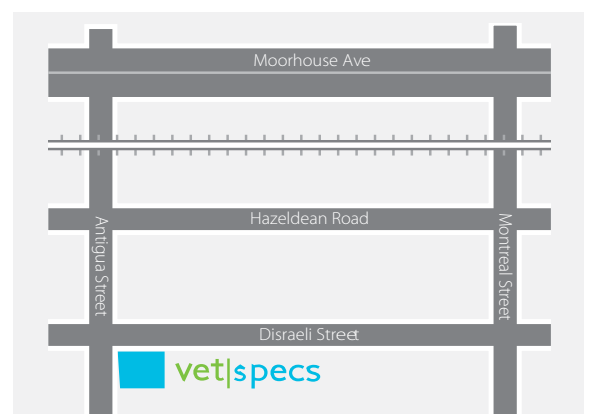 Moorhouse Ave
Hazeldean Road
Antigua Street
Montreal Street
Disraeli Street
vet|specs